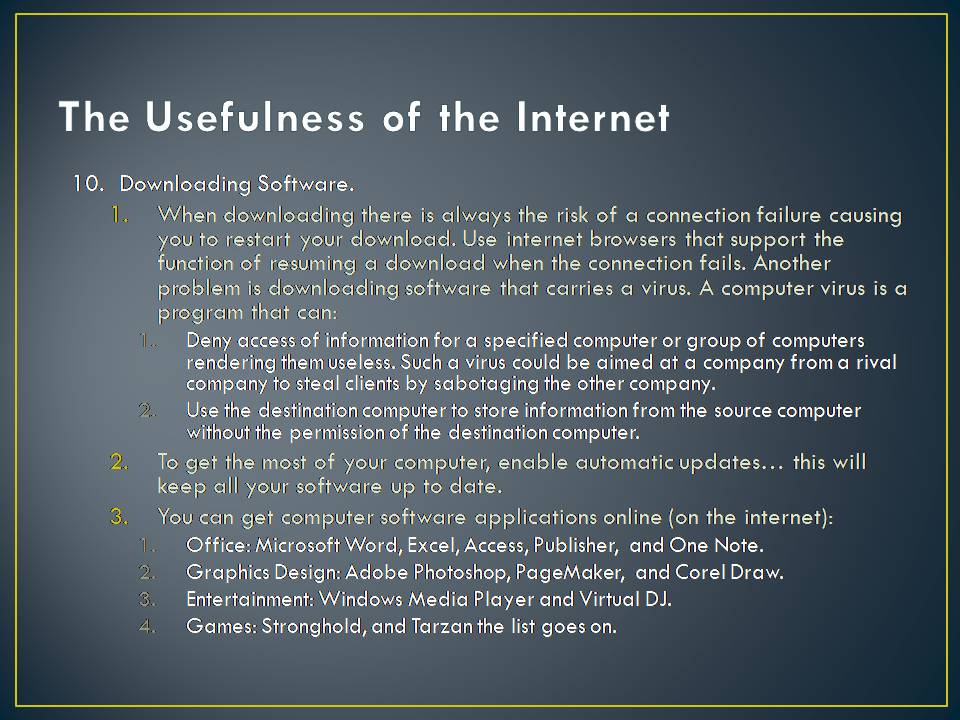 The Usefulness of the Internet
10. Downloading Software.
1. When downloading there is always the risk of a connection failure causing
you to restart your download. Use internet browsers that support the
function of resuming a download when the connection fails. Another
problem is downloading software that carries a virus. A computer virus is a
program that can:
1. Deny access of information for a specified computer or group of computers
rendering them useless. Such a virus could be aimed at a company from a rival
company to steal clients by sabotaging the other company.
2. Use the destination computer to store information from the source computer
without the permission of the destination computer.
2. To get the most of your computer, enable automatic updates… this will
keep all your software up to date.
3. You can get computer software applications online (on the internet):
1. Office: Microsoft Word, Excel, Access, Publisher, and One Note.
2. Graphics Design: Adobe Photoshop, PageMaker, and Corel Draw.
3. Entertainment: Windows Media Player and Virtual DJ.
4. Games: Stronghold, and Tarzan the list goes on.